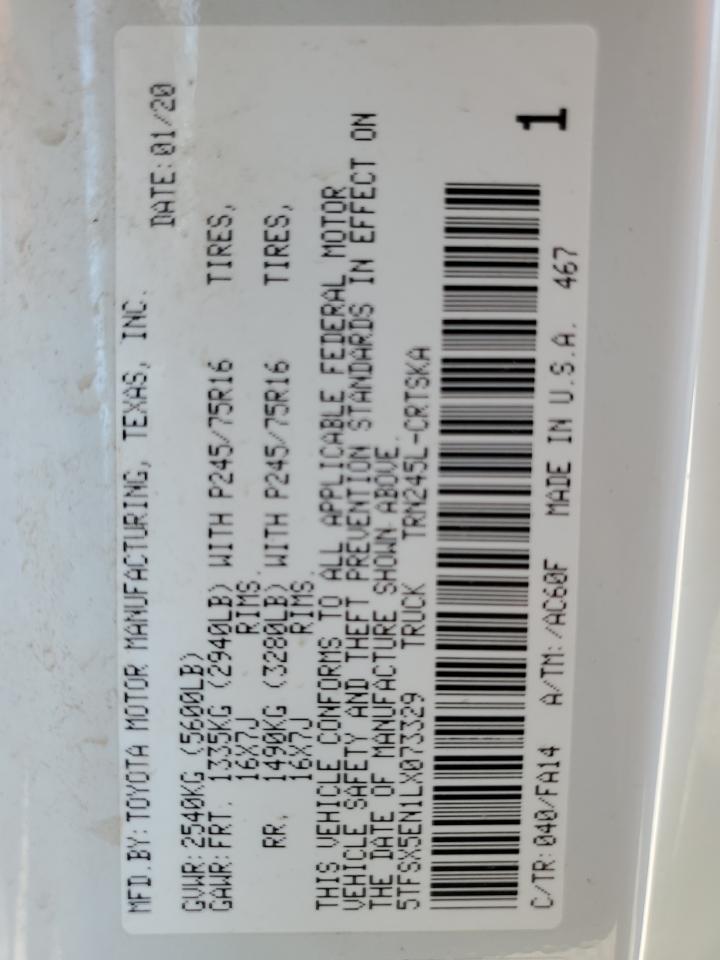 MFD.BY:TOYOTA MOTOR MANUFACTURING, TEXAS, INC.
DATE:01/20
GVWR:2540KG (5600LB)
GAWR:FRT. 1335KG (2940LB) WITH P245/75R16 TIRES,
16X7J RIMS.
RR. 1490KG (3280LB) WITH P245/75R16 TIRES,
16X7J RIMS
THIS VEHICLE CONFORMS TO ALL APPLICABLE FEDERAL MOTOR
VEHICLE SAFETY AND THEFT PREVENTION STANDARDS IN EFFECT ON
THE DATE OF MANUFACTURE SHOWN ABOVE.
5TFSX5EN1LX073329 TRUCK TRN245L-CRTSKA
1
C/TR:040/FA14 A/TM:/AC60F MADE IN U.S.A. 467